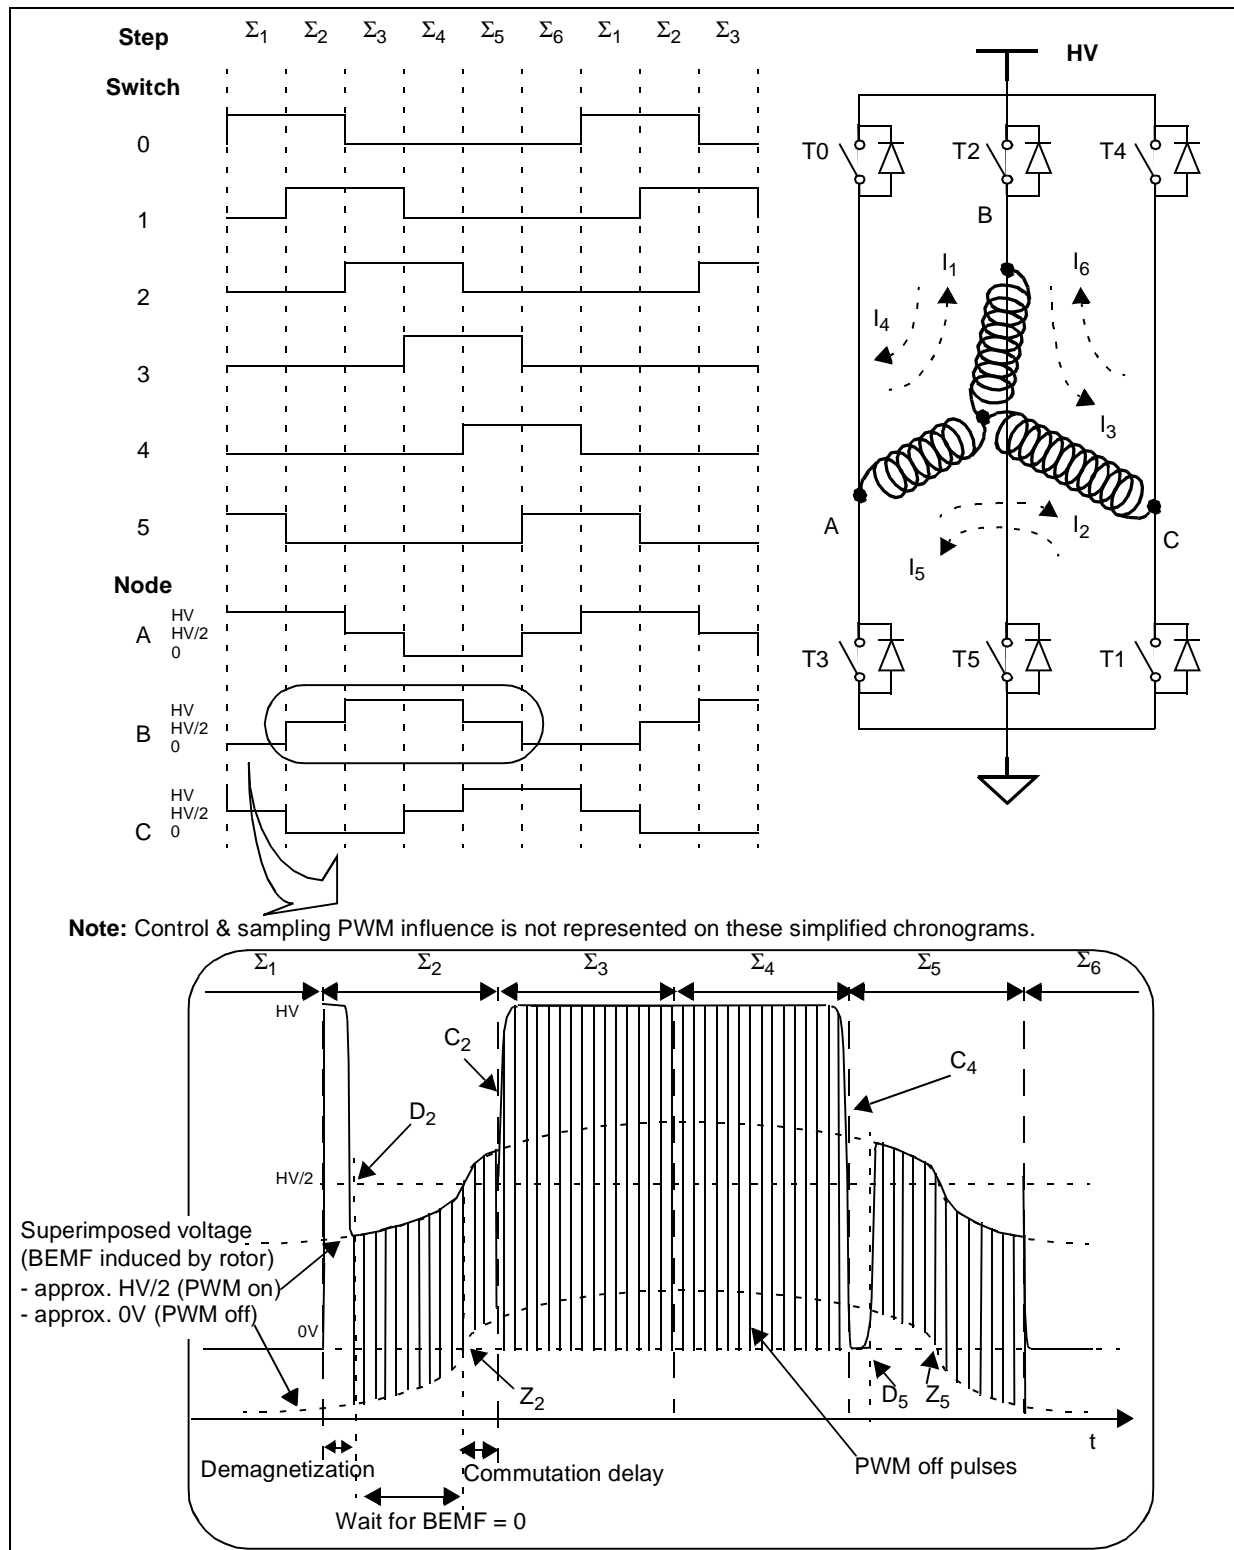 Step Σ1 Σ2 Σ3 Σ4 Σ5 Σ6 Σ1 Σ2 Σ3
Switch
0
1
2
3
4
5
Node
A HV HV/2 0
B HV HV/2 0
C HV HV/2 0
HV
T0 T2 T4
B
I1 I6
I4
I3
A I2 C
I5
T3 T5 T1
Note: Control & sampling PWM influence is not represented on these simplified chronograms.
Σ1 Σ2 Σ3 Σ4 Σ5 Σ6
HV
C2 C4
D2
HV/2
Superimposed voltage
(BEMF induced by rotor)
- approx. HV/2 (PWM on)
- approx. 0V (PWM off)
0V
Z2 D5 Z5
t
Demagnetization Commutation delay PWM off pulses
Wait for BEMF = 0